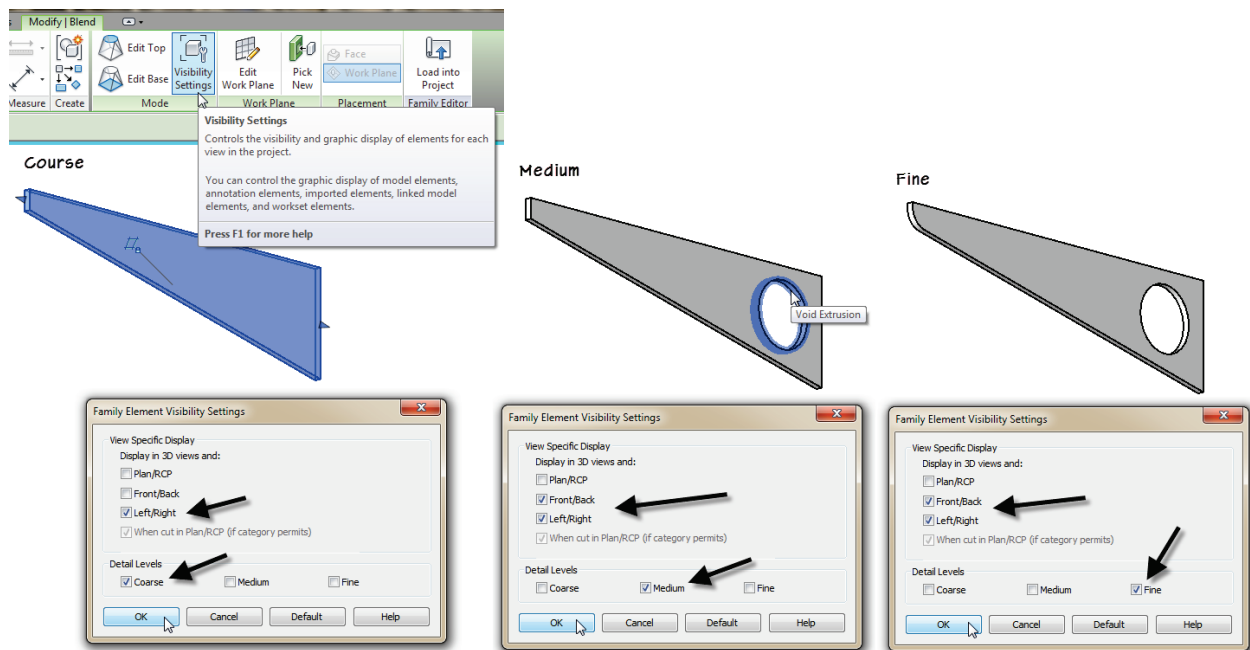 Modify | Blend
Edit Top
Edit Base
Visibility
Settings
Edit
Work Plane
Pick
New
Face
Work Plane
Load into
Project
Measure
Create
Mode
Work Plane
Placement
Family Editor
Visibility Settings
Controls the visibility and graphic display of elements for each
view in the project.
You can control the graphic display of model elements,
annotation elements, imported elements, linked model
elements, and workset elements.
Press F1 for more help
Course
Medium
Fine
Void Extrusion
Family Element Visibility Settings
View Specific Display
Display in 3D views and:
Plan/RCP
Front/Back
Left/Right
When cut in Plan/RCP (if category permits)
Detail Levels
Coarse Medium Fine
OK Cancel Default Help
Family Element Visibility Settings
View Specific Display
Display in 3D views and:
Plan/RCP
Front/Back
Left/Right
When cut in Plan/RCP (if category permits)
Detail Levels
Coarse Medium Fine
OK Cancel Default Help
Family Element Visibility Settings
View Specific Display
Display in 3D views and:
Plan/RCP
Front/Back
Left/Right
When cut in Plan/RCP (if category permits)
Detail Levels
Coarse Medium Fine
OK Cancel Default Help